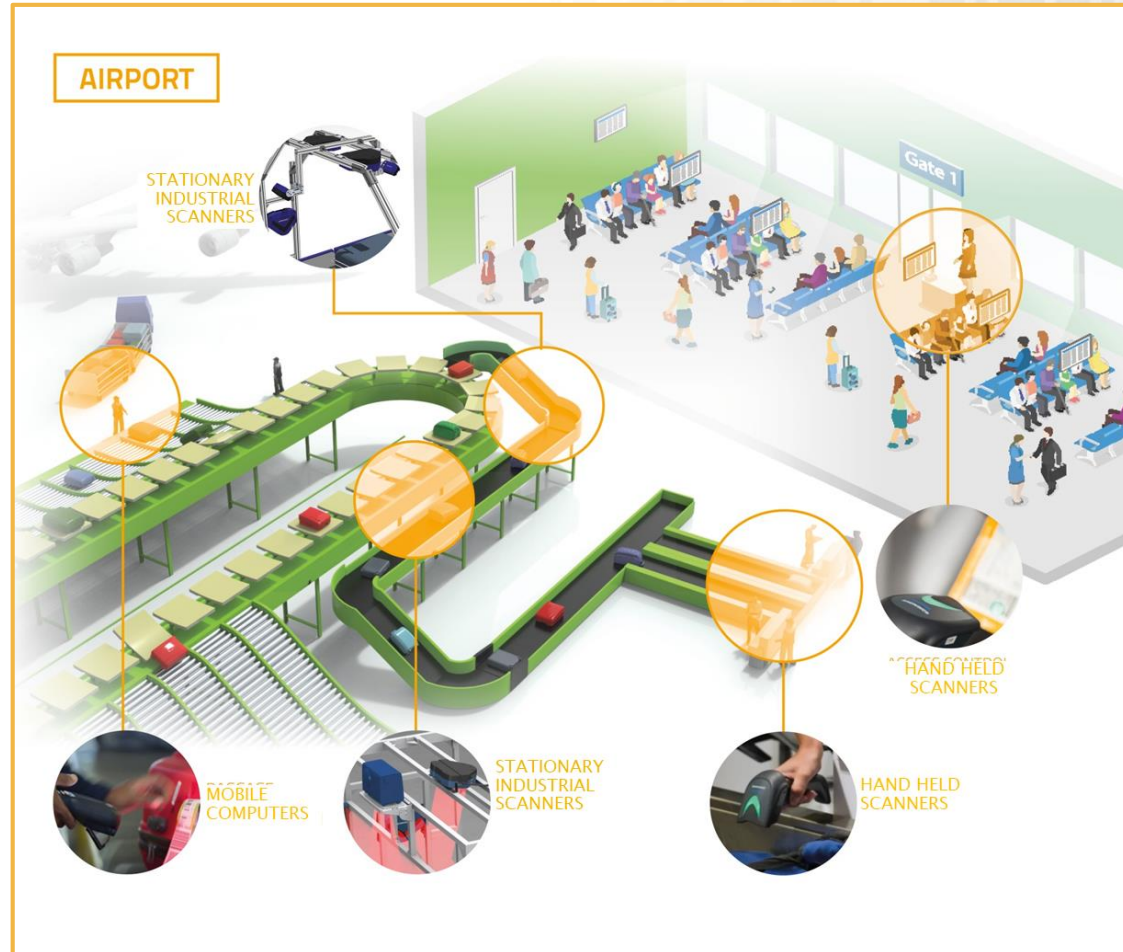 AIRPORT
STATIONARY
INDUSTRIAL
SCANNERS
Gate 1
HAND HELD
SCANNERS
MOBILE
COMPUTERS
STATIONARY
INDUSTRIAL
SCANNERS
HAND HELD
SCANNERS